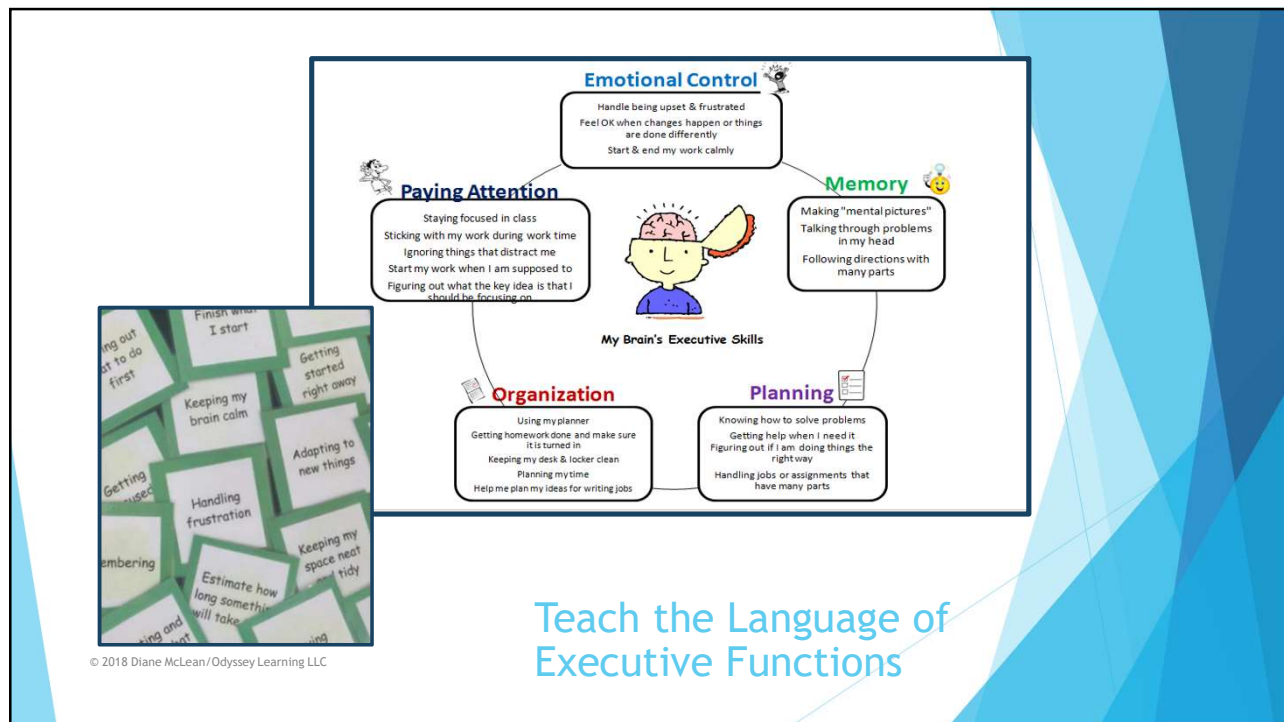 Emotional Control
Handle being upset & frustrated
Feel OK when changes happen or things
are done differently
Start & end my work calmly
Paying Attention
Staying focused in class
Sticking with my work during work time
Ignoring things that distract me
Start my work when I am supposed to
Figuring out what the key idea is that I
should be focusing on
Memory
Making "mental pictures"
Talking through problems
in my head
Following directions with
many parts
My Brain's Executive Skills
Organization
Using my planner
Getting homework done and make sure
it is turned in
Keeping my desk & locker clean
Planning my time
Help me plan my ideas for writing jobs
Planning
Knowing how to solve problems
Getting help when I need it
Figuring out if I am doing things the
right way
Handling jobs or assignments that
have many parts
Finish
I start
out
to do
first
Getting
started
right away
Keeping my
brain calm
Adapting to
new things
Getting
Handling
frustration
Keeping my
space neat
tidy
Estimate how
long
will take
and
Teach the Language of
Executive Functions
© 2018 Diane McLean/Odyssey Learning LLC